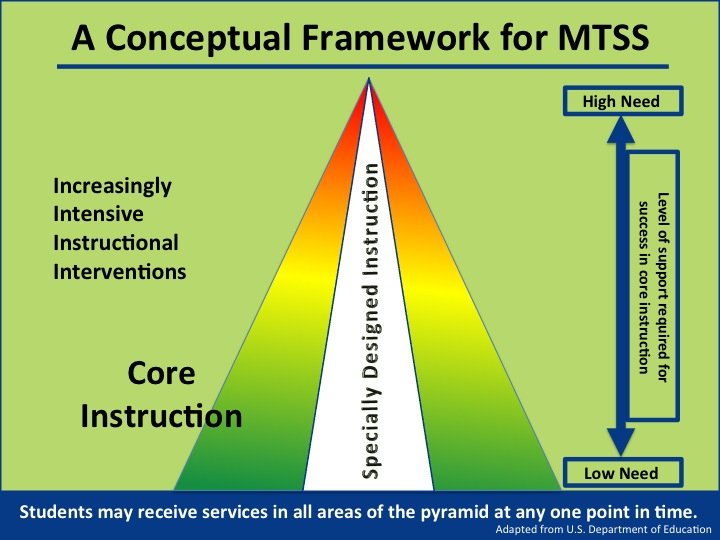 A Conceptual Framework for MTSS
High Need
Increasingly
Intensive
Instructional
Interventions
Specially Designed Instruction
Level of support required for
success in core instruction
Core
Instruction
Low Need
Students may receive services in all areas of the pyramid at any one point in time.
Adapted from U.S. Department of Education